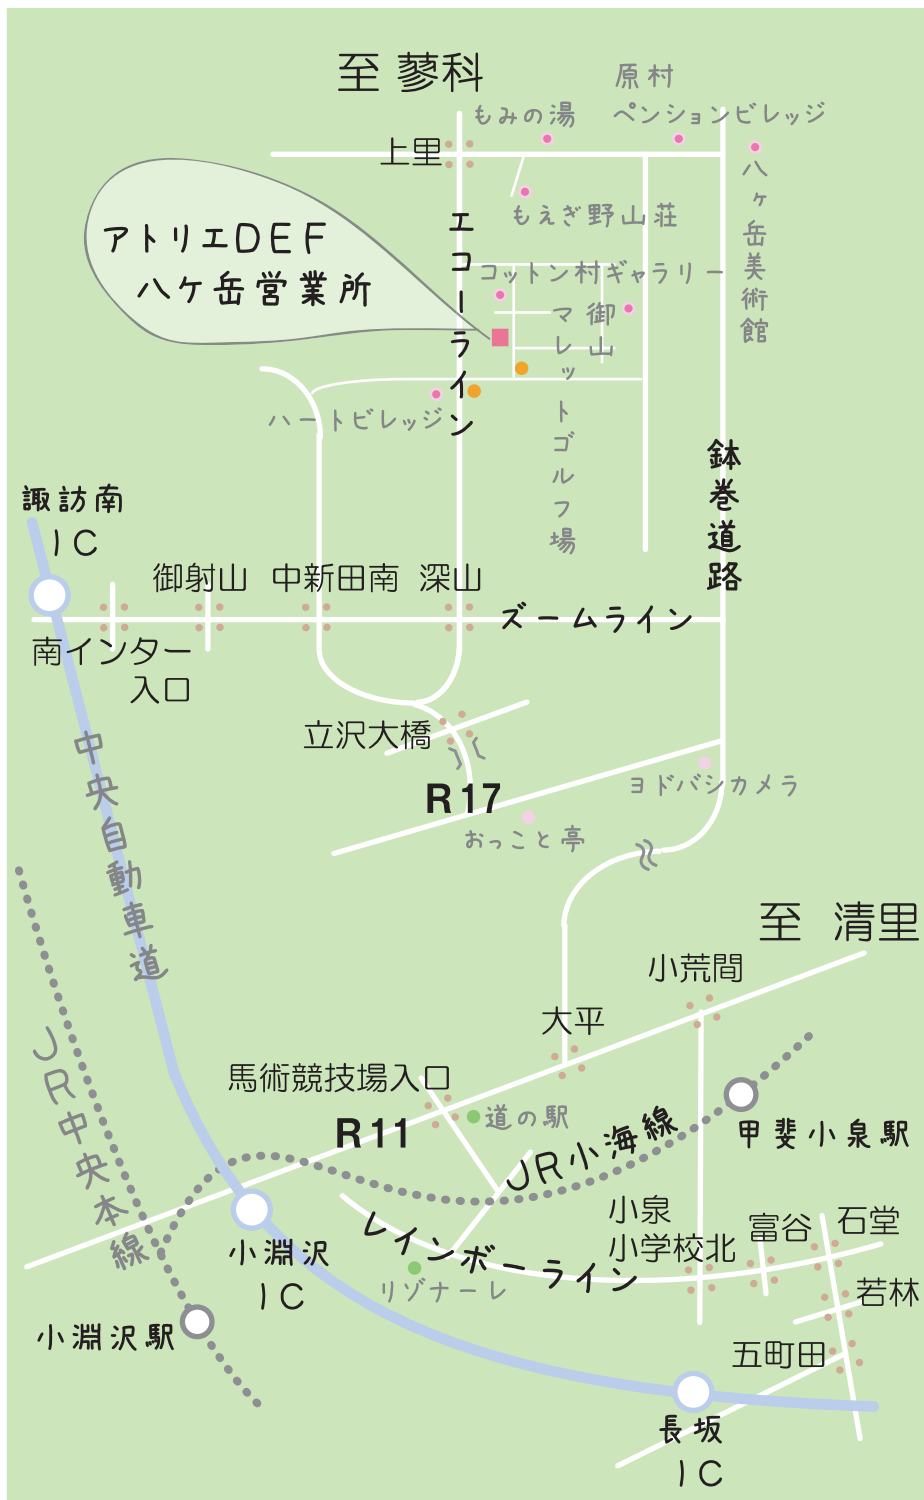 至 蓼科
原村
ペンションビレッジ
もみの湯
上里
八ヶ岳美術館
もえぎ野山荘
エコーライン
アトリエDEF
八ケ岳営業所
コットン村ギャラリー
御山
マレットゴルフ場
ハートビレッジ
鉢巻道路
諏訪南
IC
御射山
中新田南
深山
ズームライン
南インター
入口
立沢大橋
中央自動車道
R17
ヨドバシカメラ
おっこと亭
至 清里
小荒間
大平
JR中央本線
馬術競技場入口
道の駅
R11
JR小海線
甲斐小泉駅
小泉
小学校北
富谷
石堂
レインボーライン
小淵沢
IC
リゾナーレ
若林
小淵沢駅
五町田
長坂
IC